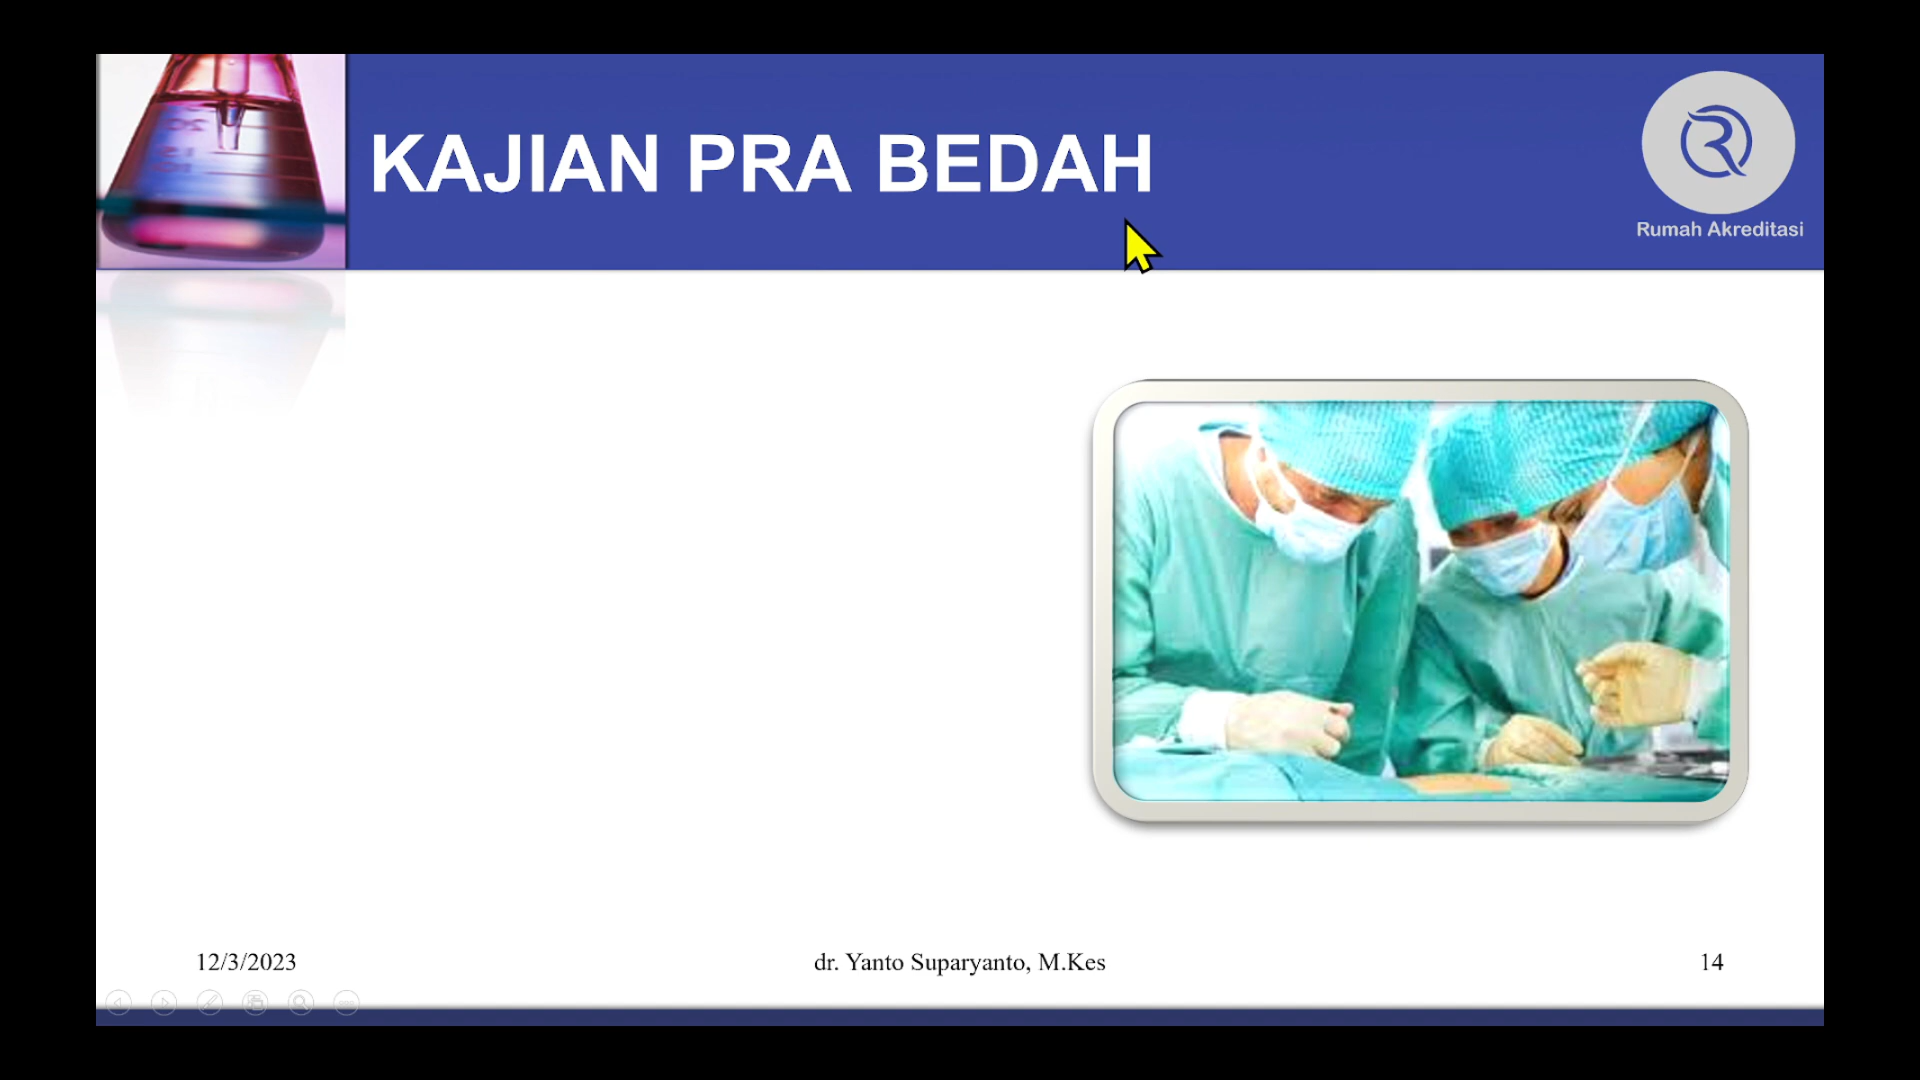 KAJIAN PRA BEDAH
Rumah Akreditasi
12/3/2023
dr. Yanto Suparyanto, M.Kes
14